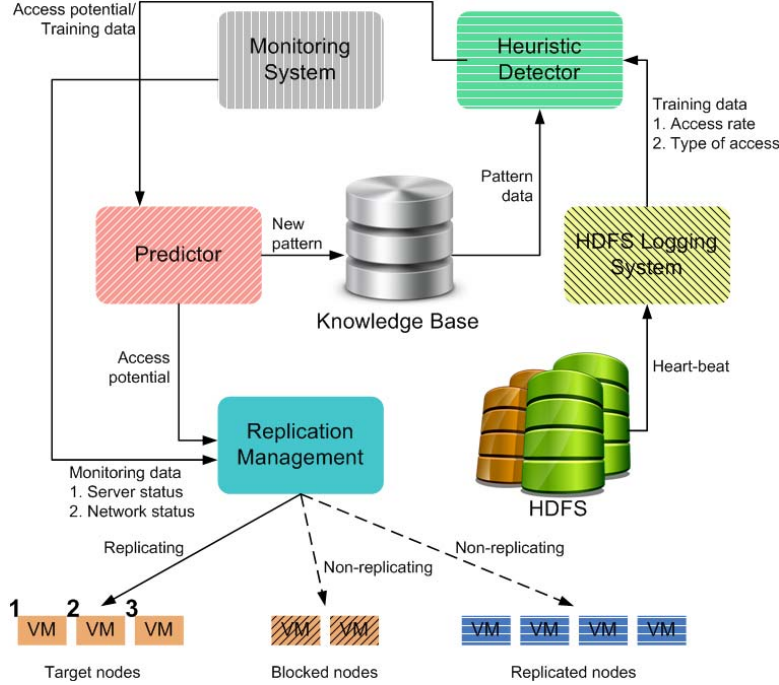 Access potential/
Training data
Monitoring
System
Heuristic
Detector
Training data
1. Access rate
2. Type of access
Pattern
data
Predictor
New
pattern
HDFS Logging
System
Knowledge Base
Access
potential
Heart-beat
Replication
Management
Monitoring data
1. Server status
2. Network status
HDFS
Replicating
Non-replicating
Non-replicating
1 2 3
VM VM VM VM VM VM VM VM VM
Target nodes Blocked nodes Replicated nodes